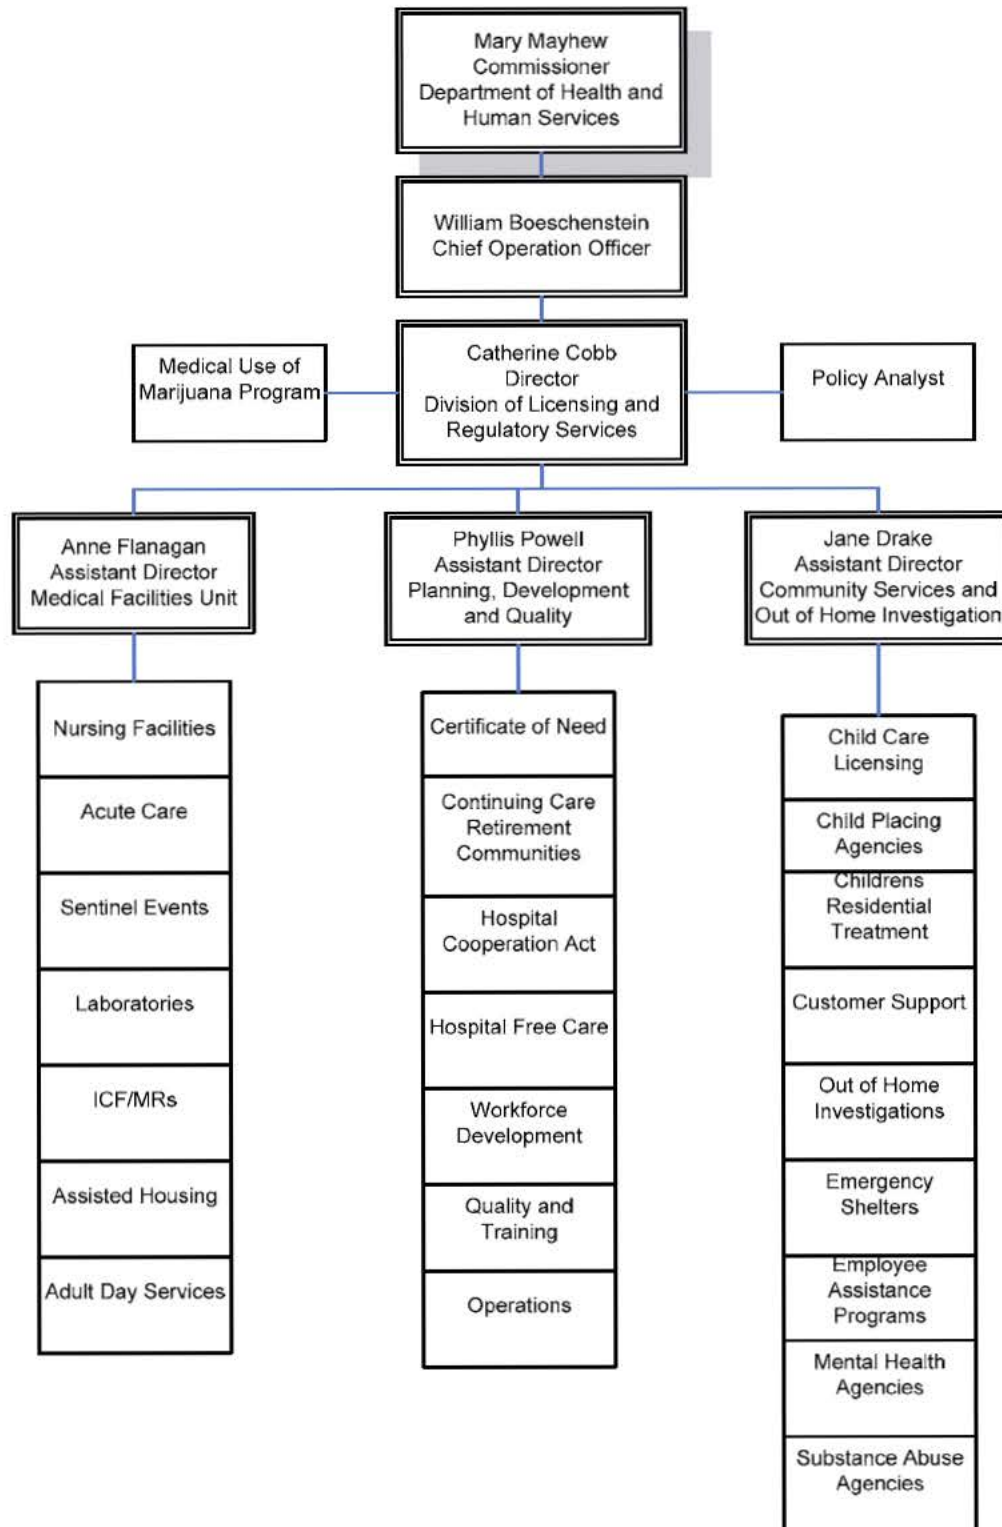 Mary Mayhew
Commissioner
Department of Health and
Human Services
William Boeschenstein
Chief Operation Officer
Medical Use of
Marijuana Program
Catherine Cobb
Director
Division of Licensing and
Regulatory Services
Policy Analyst
Anne Flanagan
Assistant Director
Medical Facilities Unit
Phyllis Powell
Assistant Director
Planning, Development
and Quality
Jane Drake
Assistant Director
Community Services and
Out of Home Investigation
Nursing Facilities
Acute Care
Sentinel Events
Laboratories
ICF/MRs
Assisted Housing
Adult Day Services
Certificate of Need
Continuing Care
Retirement
Communities
Hospital
Cooperation Act
Hospital Free Care
Workforce
Development
Quality and
Training
Operations
Child Care
Licensing
Child Placing
Agencies
Childrens
Residential
Treatment
Customer Support
Out of Home
Investigations
Emergency
Shelters
Employee
Assistance
Programs
Mental Health
Agencies
Substance Abuse
Agencies